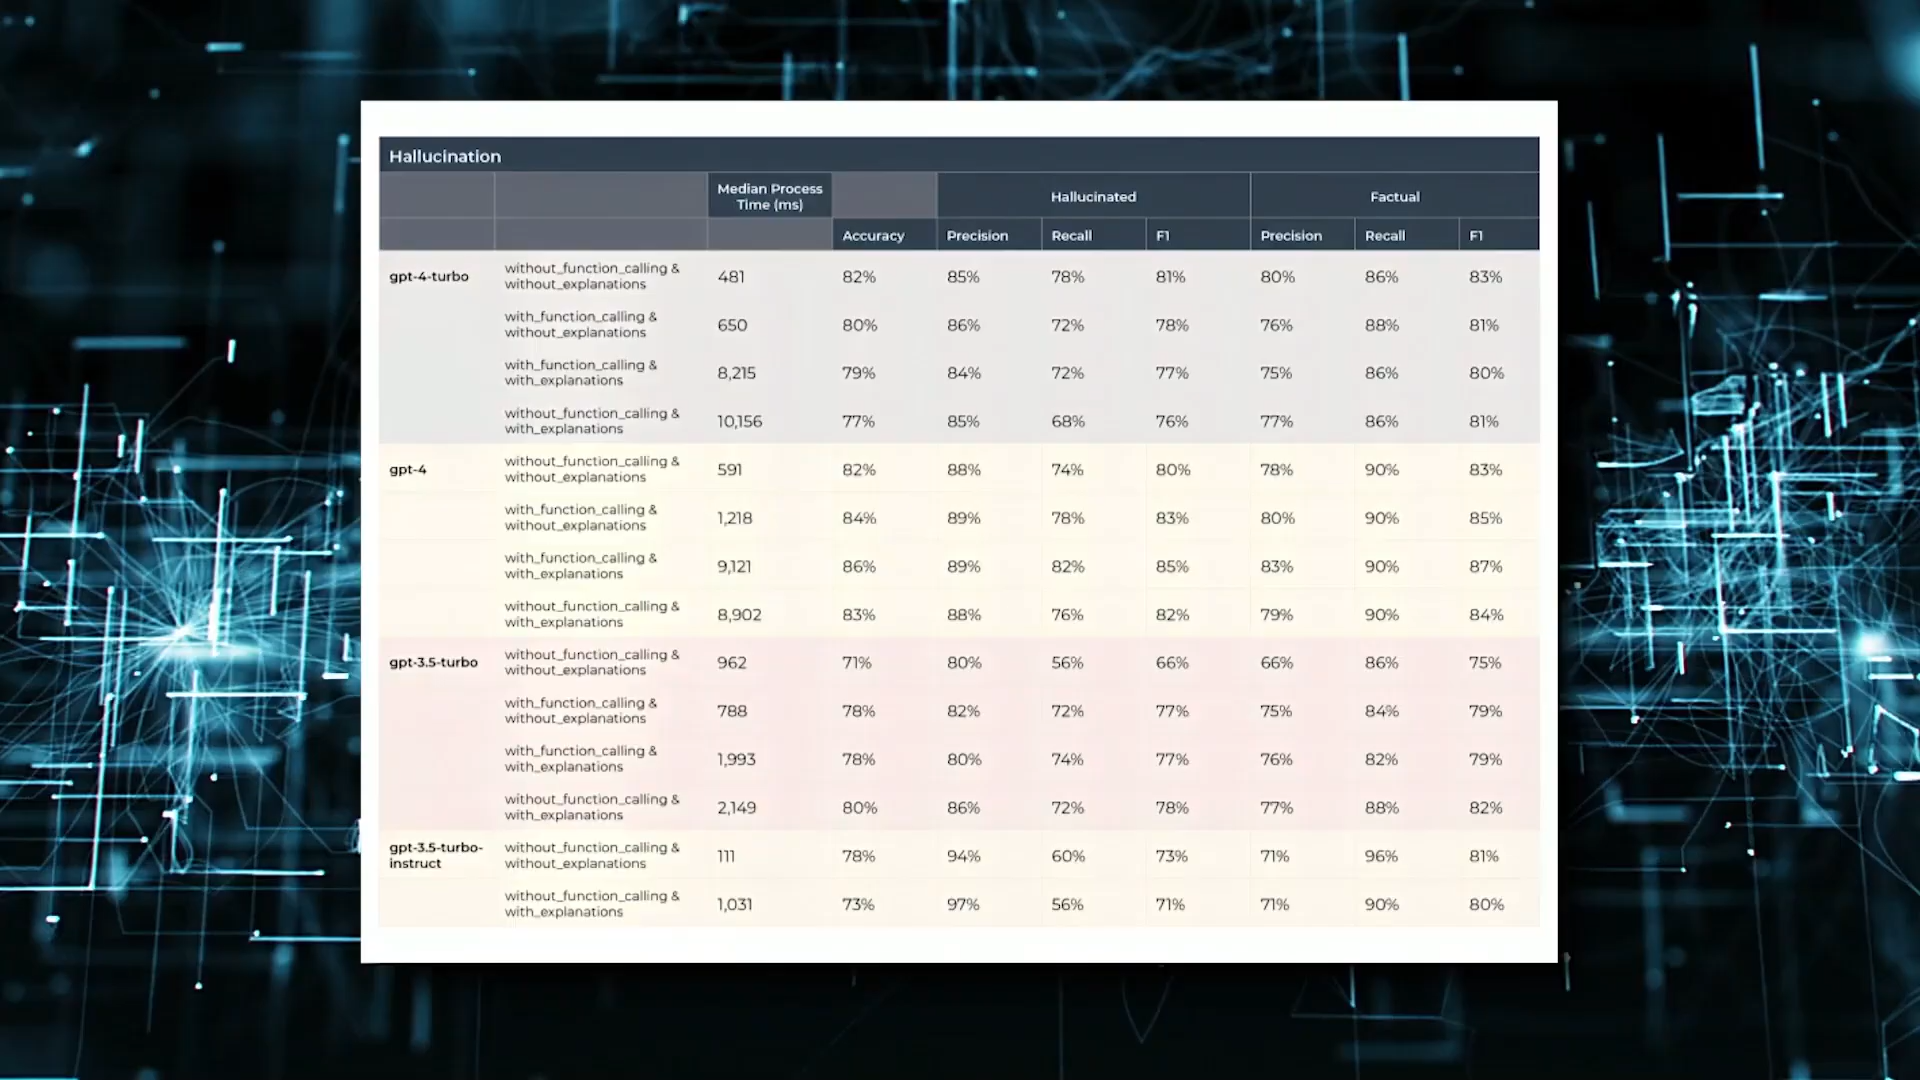 Hallucination
Median Process
Time (ms)
Hallucinated
Factual
Accuracy Precision Recall F1 Precision Recall F1
gpt-4-turbo
without_function_calling &
without_explanations
481 82% 85% 78% 81% 80% 86% 83%
with_function_calling &
without_explanations
650 80% 86% 72% 78% 76% 88% 81%
with_function_calling &
with_explanations
8,215 79% 84% 72% 77% 75% 86% 80%
without_function_calling &
with_explanations
10,156 77% 85% 68% 76% 77% 86% 81%
gpt-4
without_function_calling &
without_explanations
591 82% 88% 74% 80% 78% 90% 83%
with_function_calling &
without_explanations
1,218 84% 89% 78% 83% 80% 90% 85%
with_function_calling &
with_explanations
9,121 86% 89% 82% 85% 83% 90% 87%
without_function_calling &
with_explanations
8,902 83% 88% 76% 82% 79% 90% 84%
gpt-3.5-turbo
without_function_calling &
without_explanations
962 71% 80% 56% 66% 66% 86% 75%
with_function_calling &
without_explanations
788 78% 82% 72% 77% 75% 84% 79%
with_function_calling &
with_explanations
1,993 78% 80% 74% 77% 76% 82% 79%
without_function_calling &
with_explanations
2,149 80% 86% 72% 78% 77% 88% 82%
gpt-3.5-turbo-
instruct
without_function_calling &
without_explanations
111 78% 94% 60% 73% 71% 96% 81%
without_function_calling &
with_explanations
1,031 73% 97% 56% 71% 71% 90% 80%